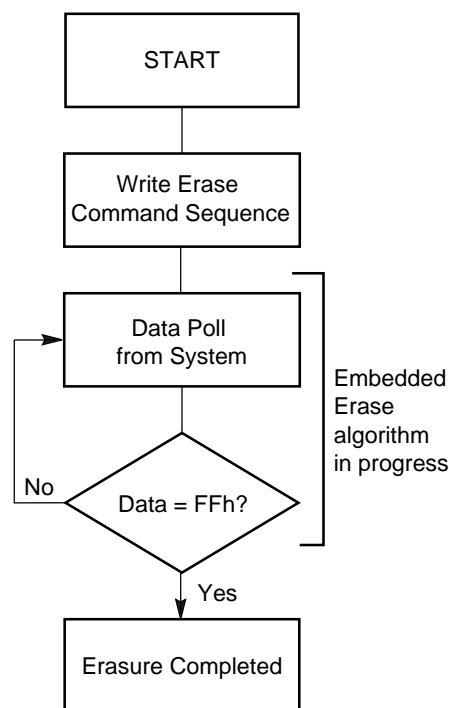 START
Write Erase
Command Sequence
Data Poll
from System
Embedded
Erase
algorithm
in progress
No
Data = FFh?
Yes
Erasure Completed